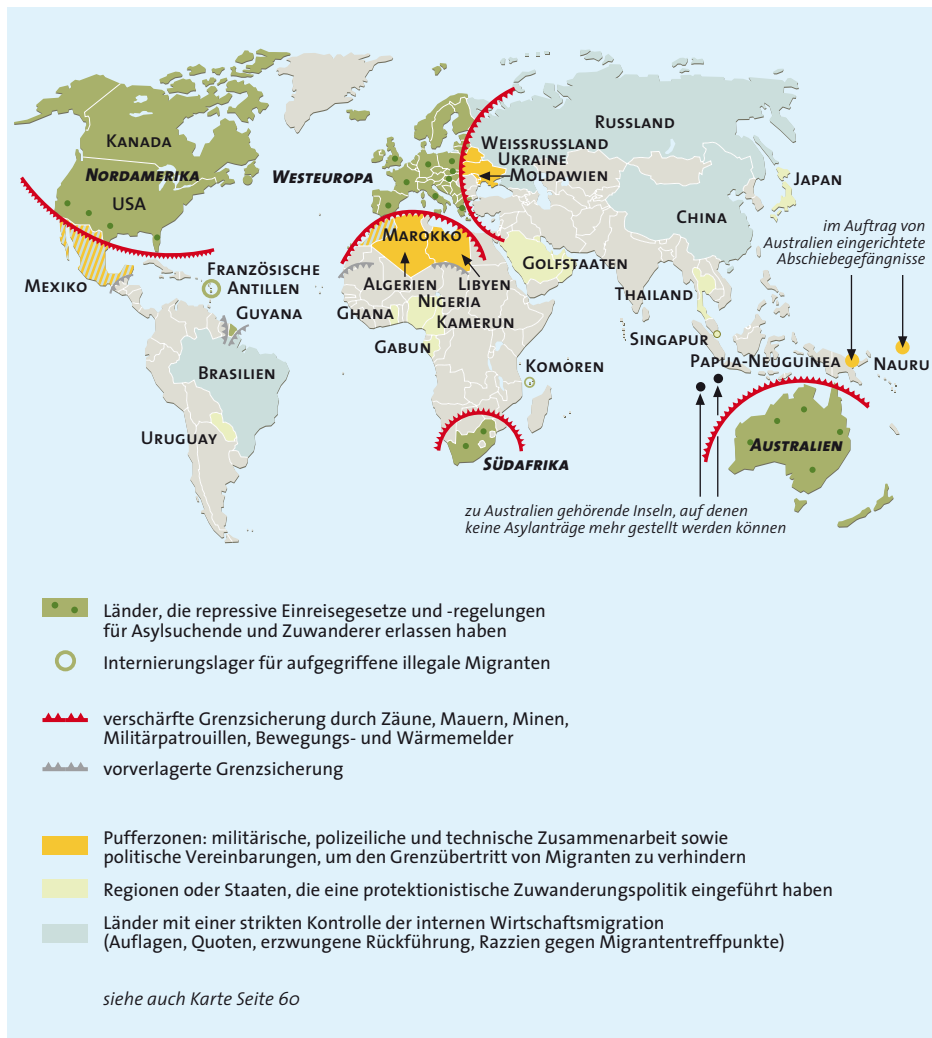 KANADA
NORDAMERIKA
USA
MEXIKO
FRANZÖSISCHE
ANTILLEN
GUYANA
BRASILIEN
URUGUAY
WESTEUROPA
RUSSLAND
WEISSRUSSLAND
UKRAINE
MOLDAWIEN
CHINA
JAPAN
MAROKKO
GOLFSTAATEN
ALGERIEN
LIBYEN
NIGERIA
GHANA
KAMERUN
GABUN
THAILAND
SINGAPUR
KOMOREN
SÜDAFRIKA
im Auftrag von
Australien eingerichtete
Abschiebegefängnisse
PAPUA-NEUGUINEA
NAURU
AUSTRALIEN
zu Australien gehörende Inseln, auf denen
keine Asylanträge mehr gestellt werden können
Länder, die repressive Einreisegesetze und -regelungen
für Asylsuchende und Zuwanderer erlassen haben
Internierungslager für aufgegriffene illegale Migranten
verschärfte Grenzsicherung durch Zäune, Mauern, Minen,
Militärpatrouillen, Bewegungs- und Wärmemelder
vorverlagerte Grenzsicherung
Pufferzonen: militärische, polizeiliche und technische Zusammenarbeit sowie
politische Vereinbarungen, um den Grenzübertritt von Migranten zu verhindern
Regionen oder Staaten, die eine protektionistische Zuwanderungspolitik eingeführt haben
Länder mit einer strikten Kontrolle der internen Wirtschaftsmigration
(Auflagen, Quoten, erzwungene Rückführung, Razzien gegen Migrantentreffpunkte)
siehe auch Karte Seite 60